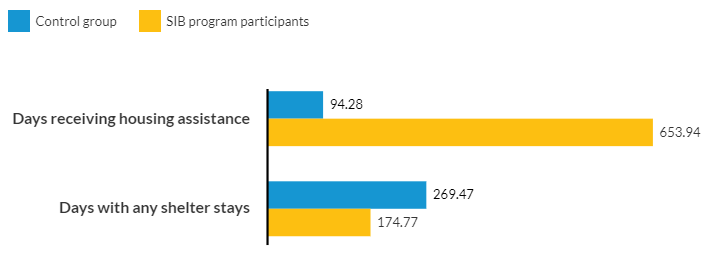 Control group SIB program participants
Days receiving housing assistance
94.28
653.94
Days with any shelter stays
269.47
174.77